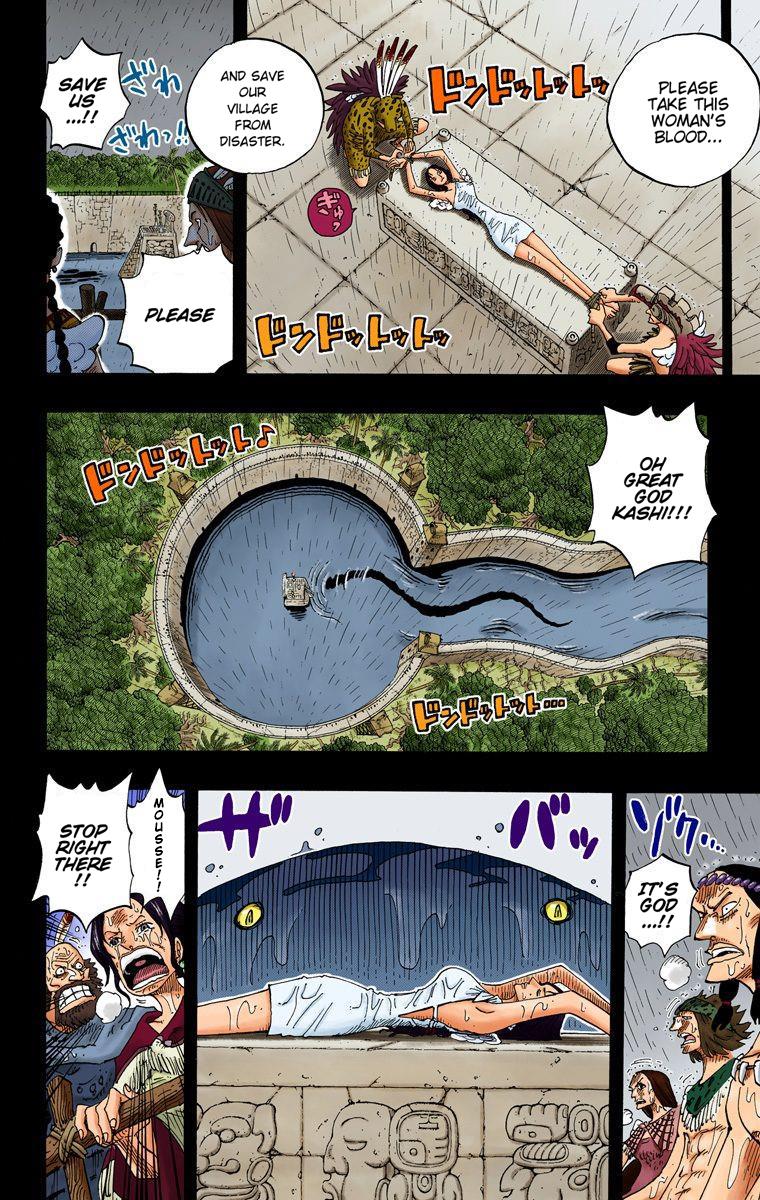 PLEASE
TAKE THIS
WOMAN'S
BLOOD...
ドンドットットッ
AND SAVE
OUR
VILLAGE
FROM
DISASTER.
ぎゅっ
ドンドットットッ
SAVE
US
...!!
ざわ
ざわっ!!
PLEASE
OH
GREAT
GOD
KASHI!!!
ドンドットット♪
ドンドットット...
ゾク...
IT'S
GOD
...!!
ザバッ
MOUSSE!!
STOP
RIGHT
THERE
!!